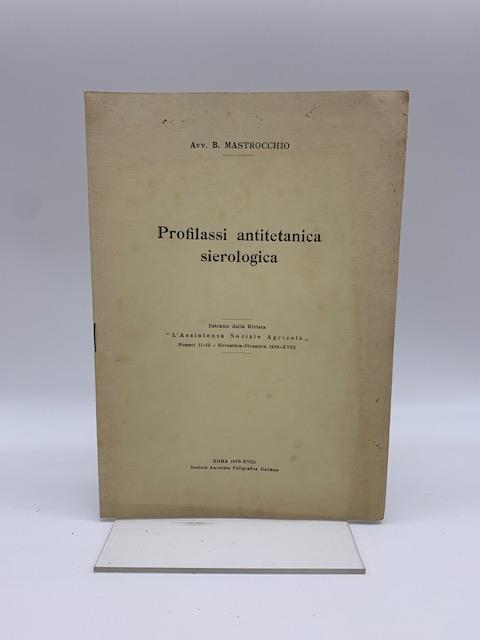 Avv. B. MASTROCCHIO
Profilassi antitetanica
sierologica
Estratto dalla Rivista
"L'Assistenza Sociale Agricola„
Numeri 11-12 - Novembre-Dicembre 1939-XVIII
ROMA 1939-XVIII
Società Anonima Poligrafica Italiana